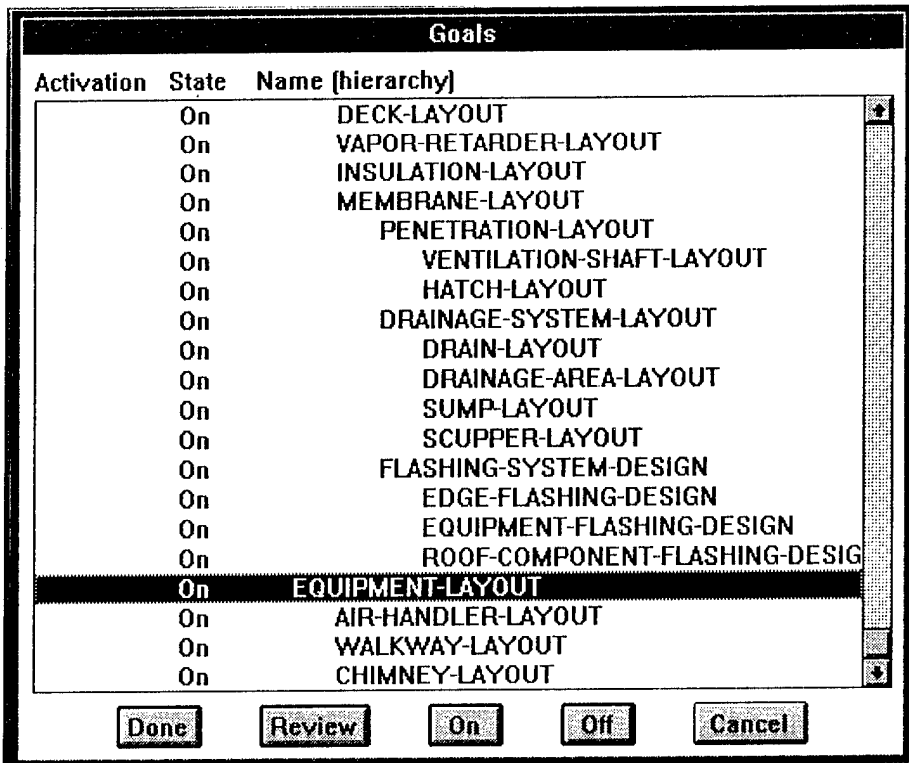 Goals
Activation State Name (hierarchy)
On DECK-LAYOUT
On VAPOR-RETARDER-LAYOUT
On INSULATION-LAYOUT
On MEMBRANE-LAYOUT
On PENETRATION-LAYOUT
On VENTILATION-SHAFT-LAYOUT
On HATCH-LAYOUT
On DRAINAGE-SYSTEM-LAYOUT
On DRAIN-LAYOUT
On DRAINAGE-AREA-LAYOUT
On SUMP-LAYOUT
On SCUPPER-LAYOUT
On FLASHING-SYSTEM-DESIGN
On EDGE-FLASHING-DESIGN
On EQUIPMENT-FLASHING-DESIGN
On ROOF-COMPONENT-FLASHING-DESIG
On EQUIPMENT-LAYOUT
On AIR-HANDLER-LAYOUT
On WALKWAY-LAYOUT
On CHIMNEY-LAYOUT
Done Review On Off Cancel